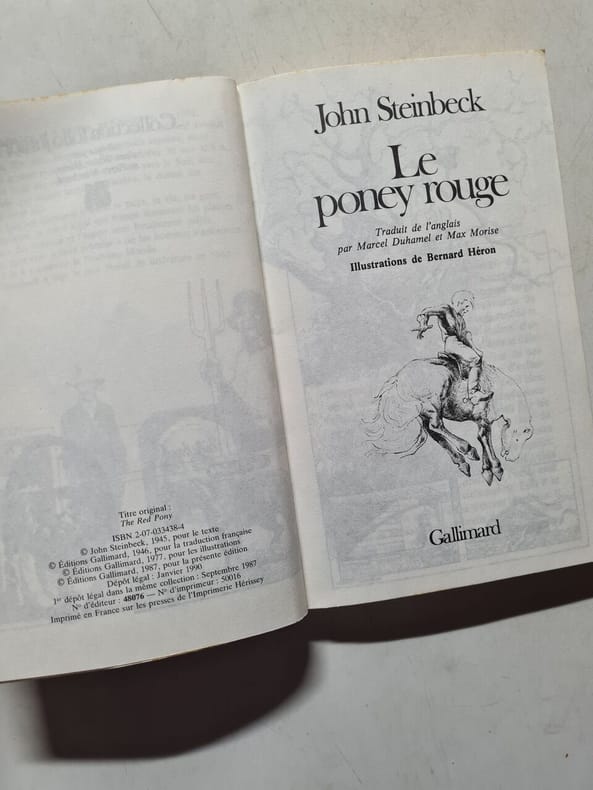 Titre original :
The Red Pony
ISBN 2-07-033438-4
© John Steinbeck, 1945, pour le texte
© Éditions Gallimard, 1946, pour la traduction française
© Éditions Gallimard, 1977, pour les illustrations
© Éditions Gallimard, 1987, pour la présente édition
Dépôt légal : Janvier 1990
1er dépôt légal dans la même collection : Septembre 1987
N° d'éditeur : 48076 — N° d'imprimeur : 50016
Imprimé en France sur les presses de l'Imprimerie Hérissey
John Steinbeck
Le
poney rouge
Traduit de l'anglais
par Marcel Duhamel et Max Morise
Illustrations de Bernard Héron
Gallimard